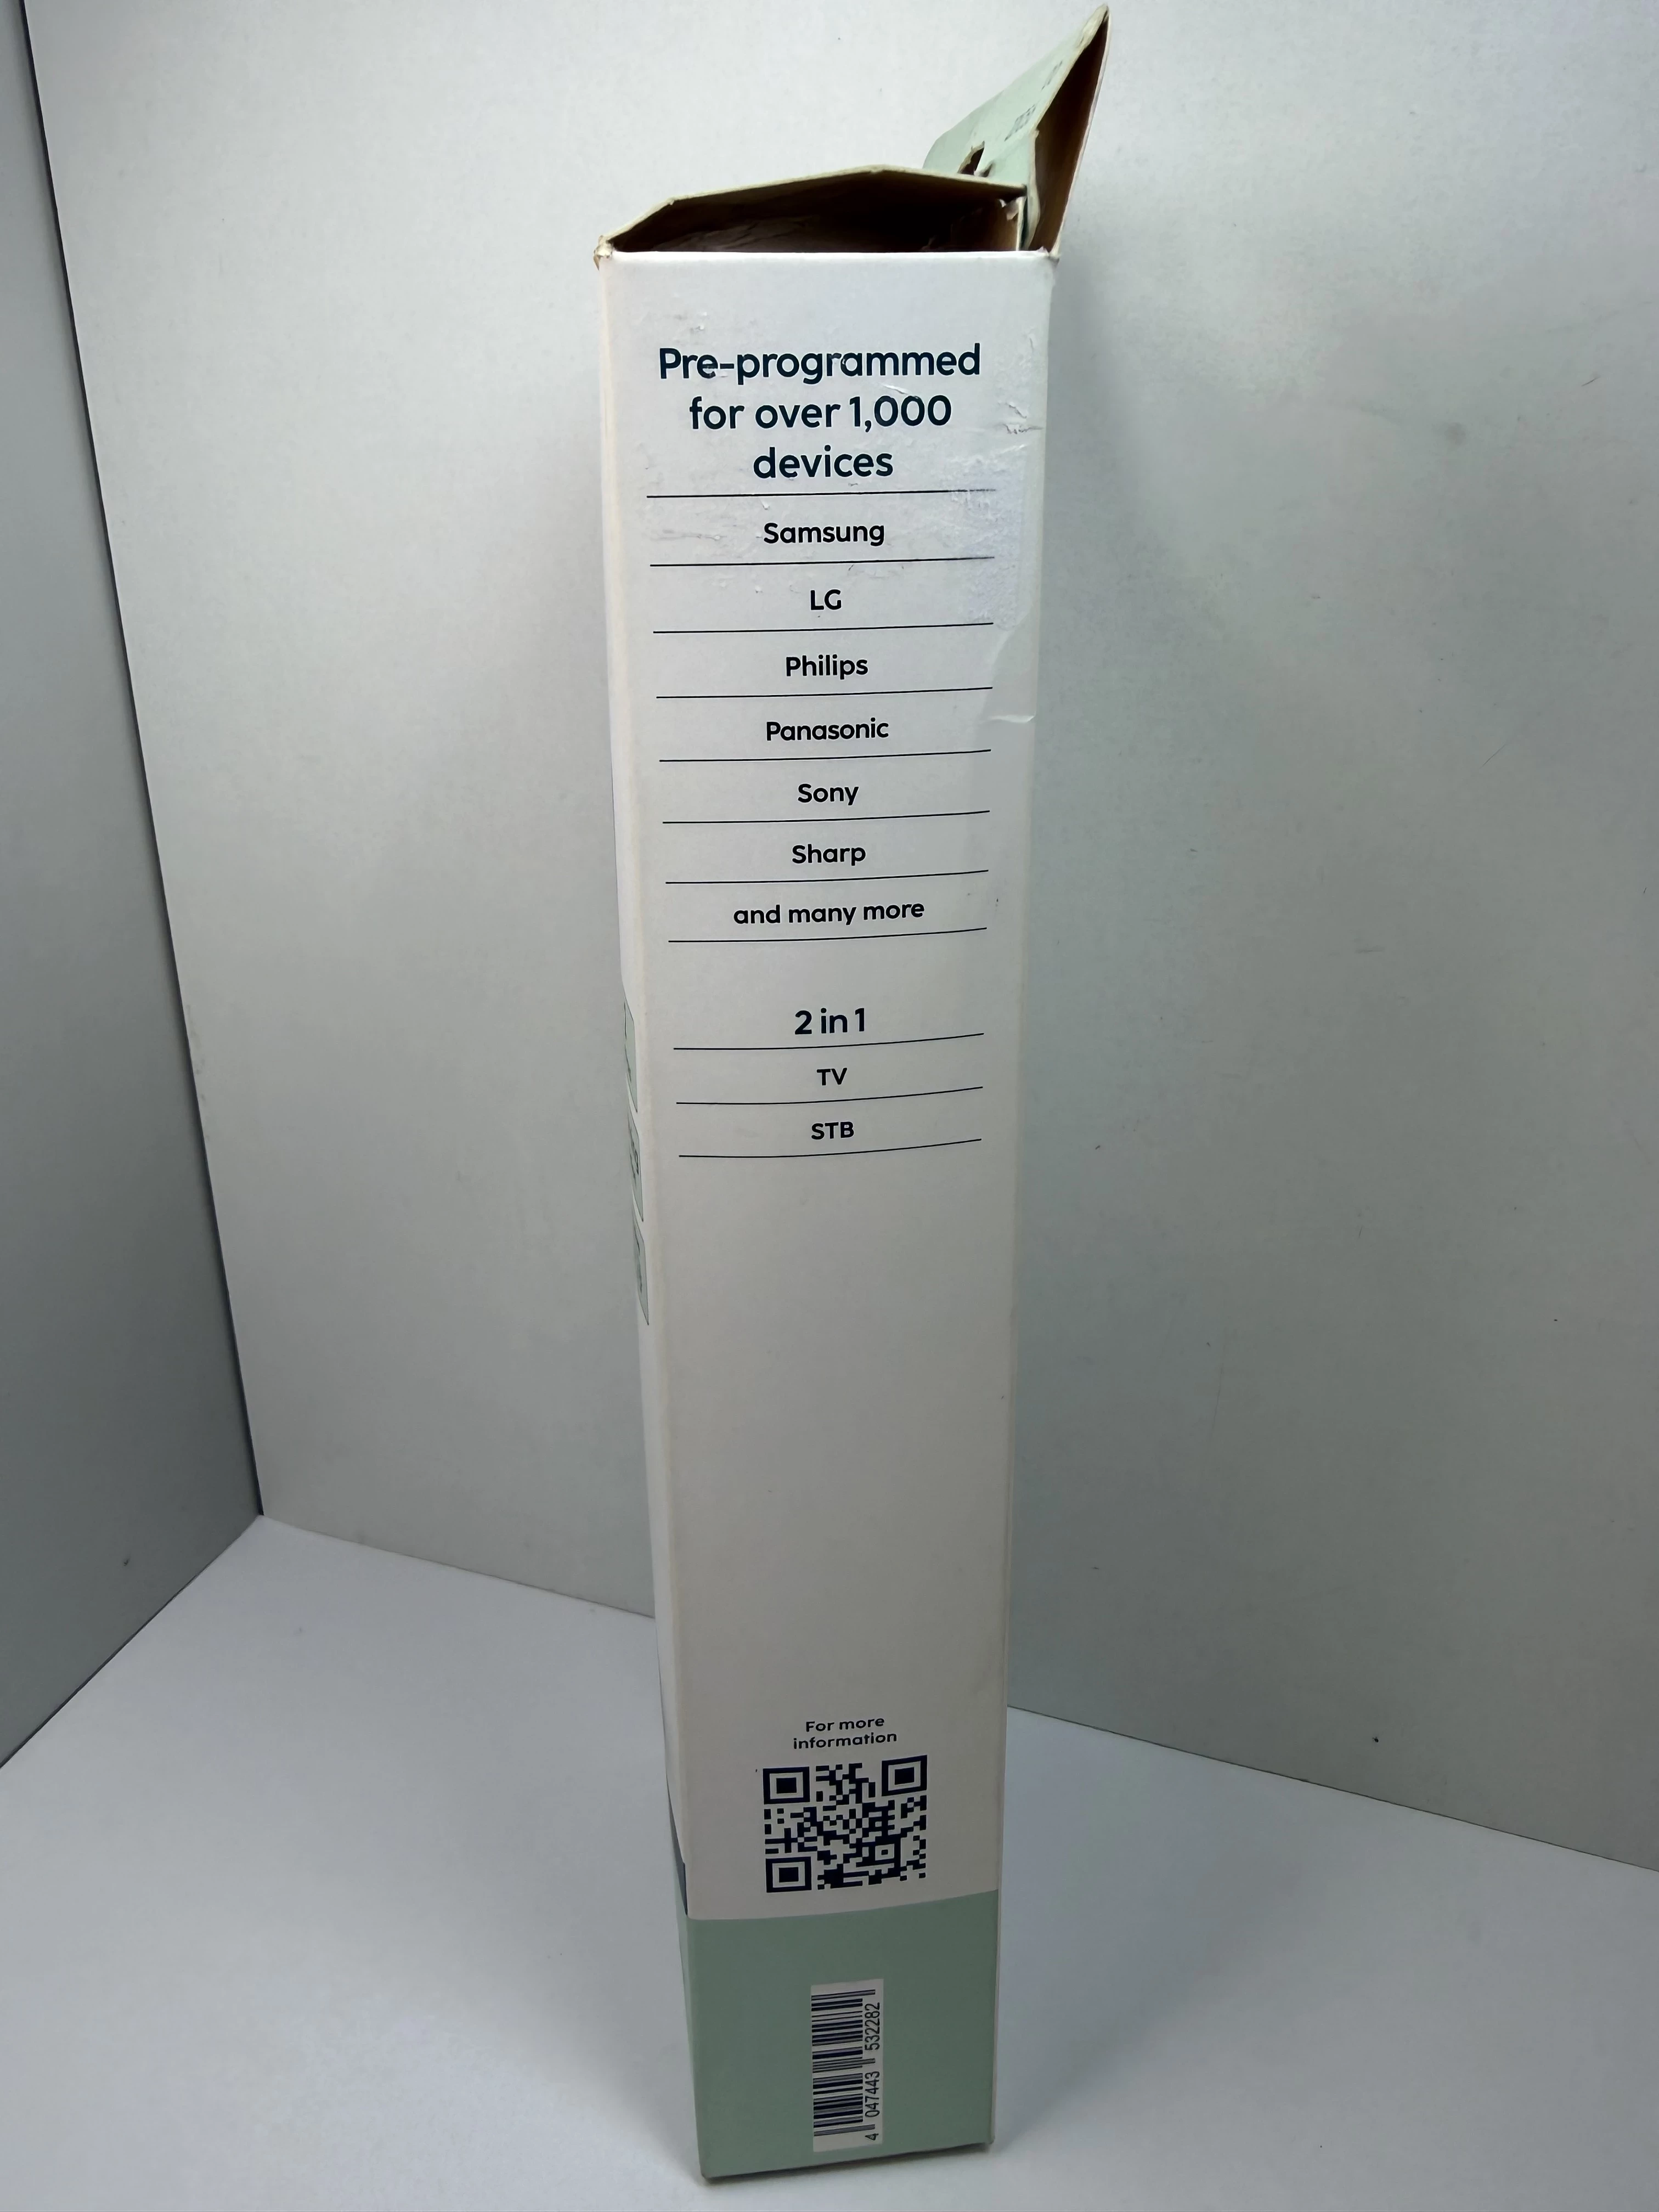 Pre-programmed
for over 1,000
devices
Samsung
LG
Philips
Panasonic
Sony
Sharp
and many more
2 in 1
TV
STB
For more
information
4 047443 532282